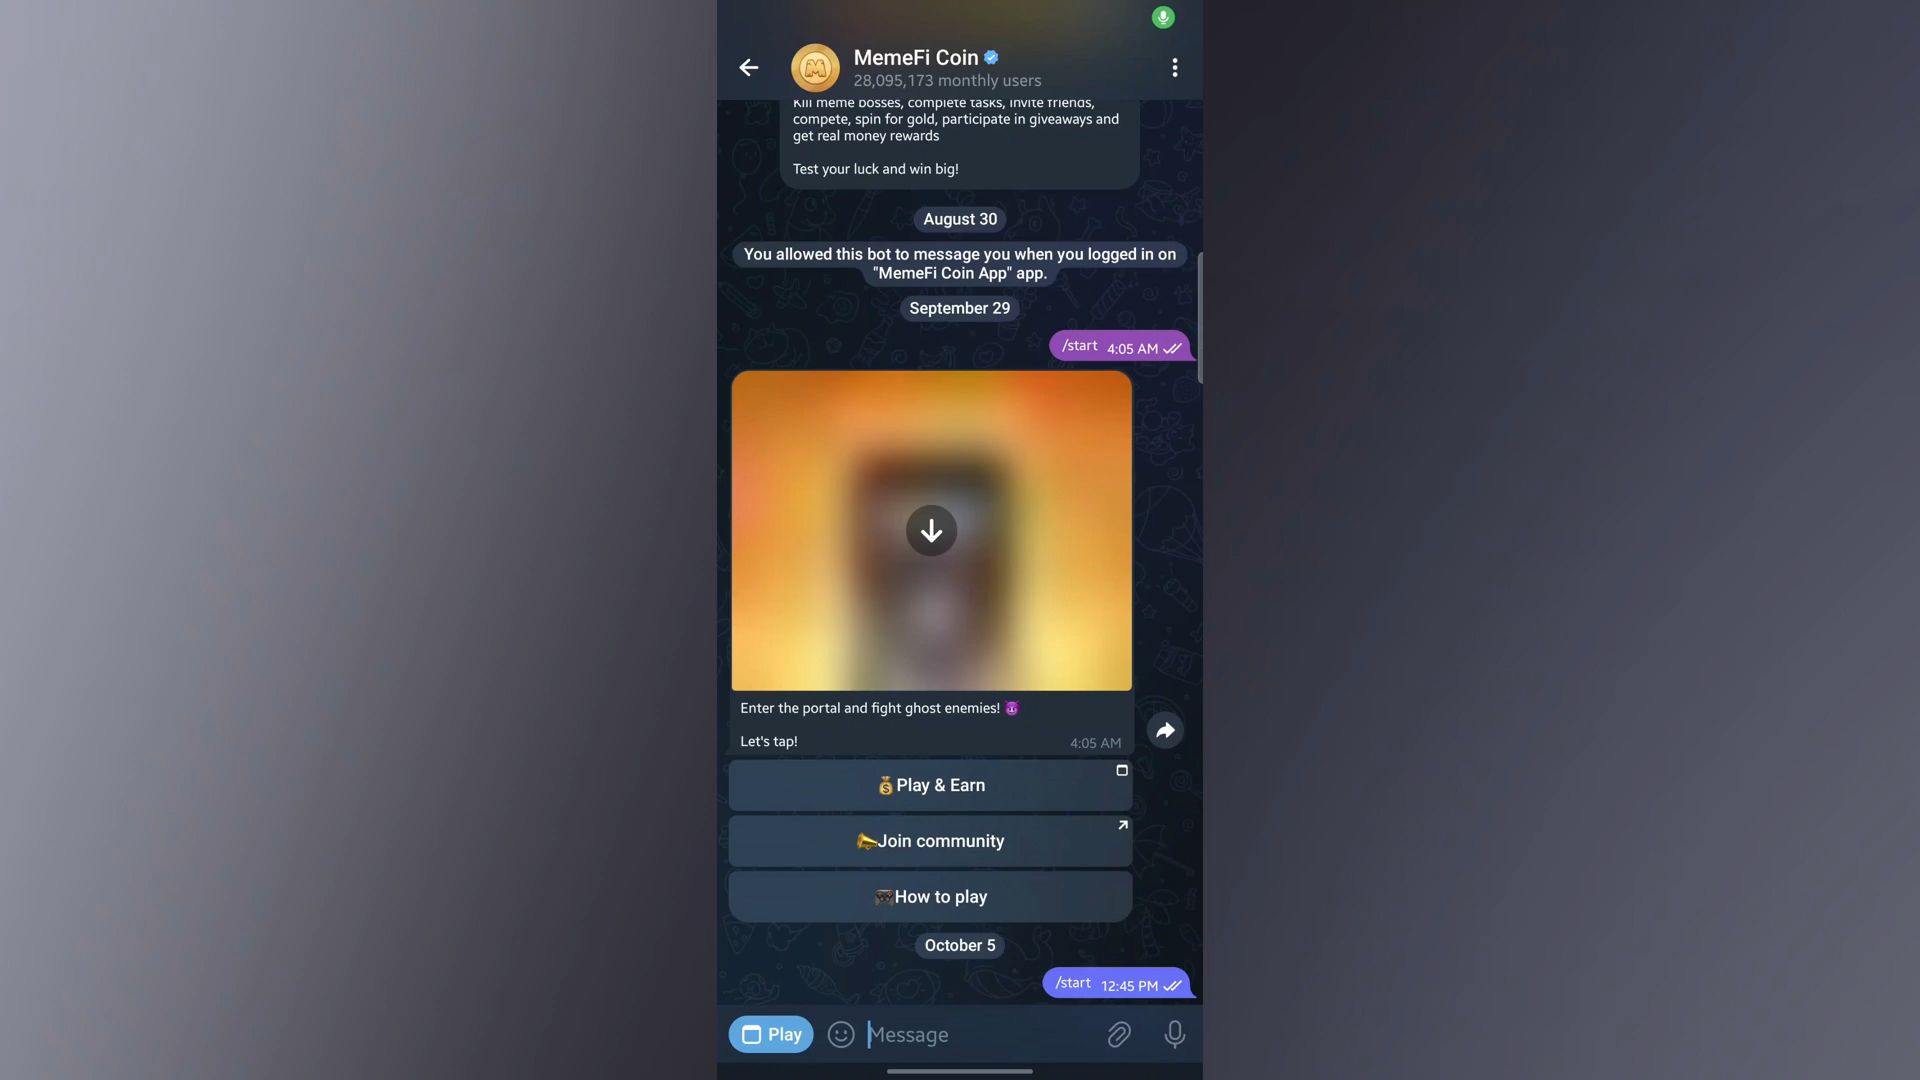 MemeFi Coin
28,095,173 monthly users
Kill meme bosses, complete tasks, invite friends,
compete, spin for gold, participate in giveaways and
get real money rewards
Test your luck and win big!
August 30
You allowed this bot to message you when you logged in on
"MemeFi Coin App" app.
September 29
/start 4:05 AM
Enter the portal and fight ghost enemies! 😈
Let's tap!
4:05 AM
💰Play & Earn
📣Join community
🎮How to play
October 5
/start 12:45 PM
Play
Message